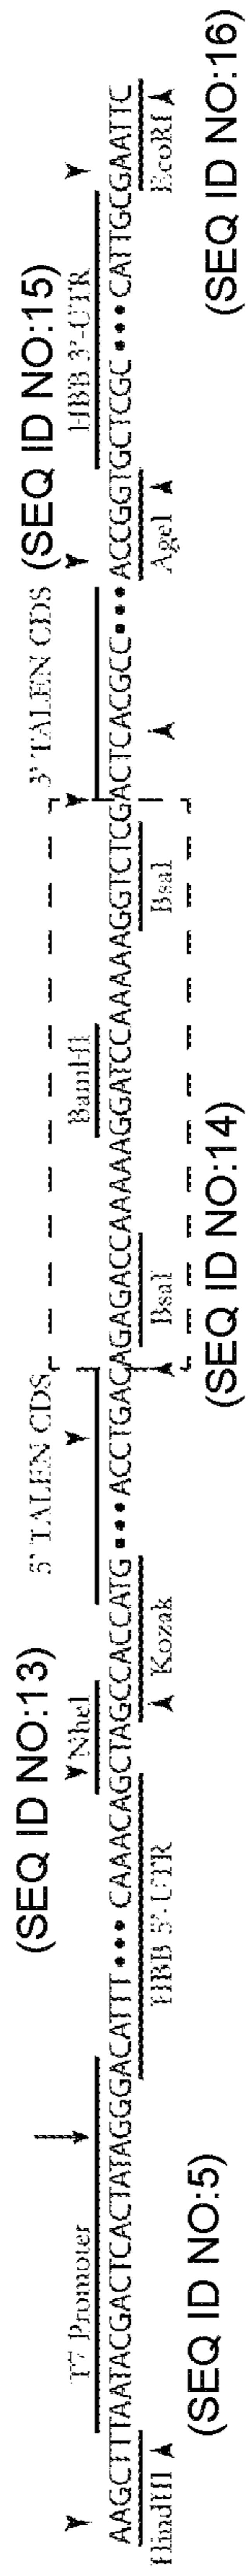 (SEQ ID NO:13) (SEQ ID NO:15)
T7 Promoter NheI 5' TALEN CDS BamHI 3' TALEN CDS HBB 3'-UTR
AAGCTTTAATACGACTCACTATAGGGACATTT ••• CAAACAGCTAGCCACCATG ••• ACCTGACAGAGACCAAAAAGGATCCAAAAAGGTCTCGACTCACGCC ••• ACCGGTGCTCGC ••• CATTGCGAATTC
HindIII HBB 5'-UTR Kozak BsaI BsaI AgeI EcoRI
(SEQ ID NO:5) (SEQ ID NO:14) (SEQ ID NO:16)